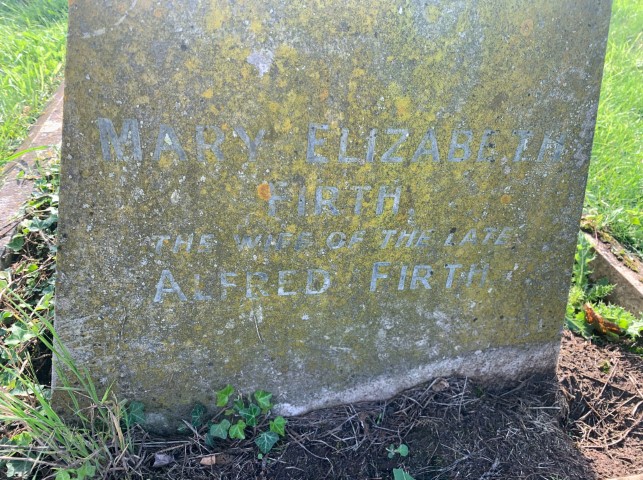 MARY ELIZABETH
FIRTH
THE WIFE OF THE LATE
ALFRED FIRTH